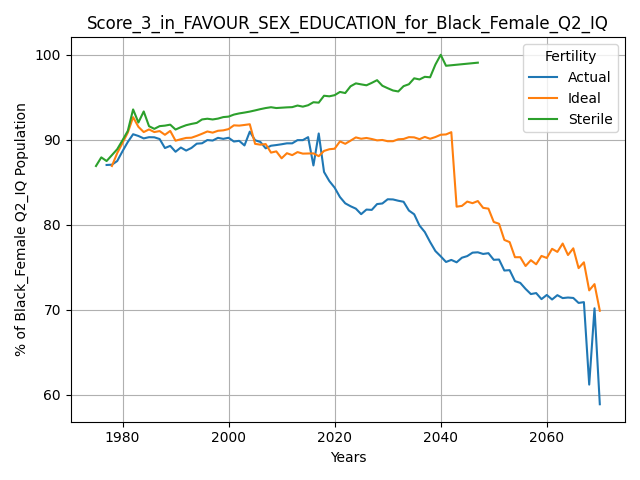 Score_3_in_FAVOUR_SEX_EDUCATION_for_Black_Female_Q2_IQ
Fertility
Actual
Ideal
Sterile
% of Black_Female Q2_IQ Population
100
90
80
70
60
1980
2000
2020
2040
2060
Years